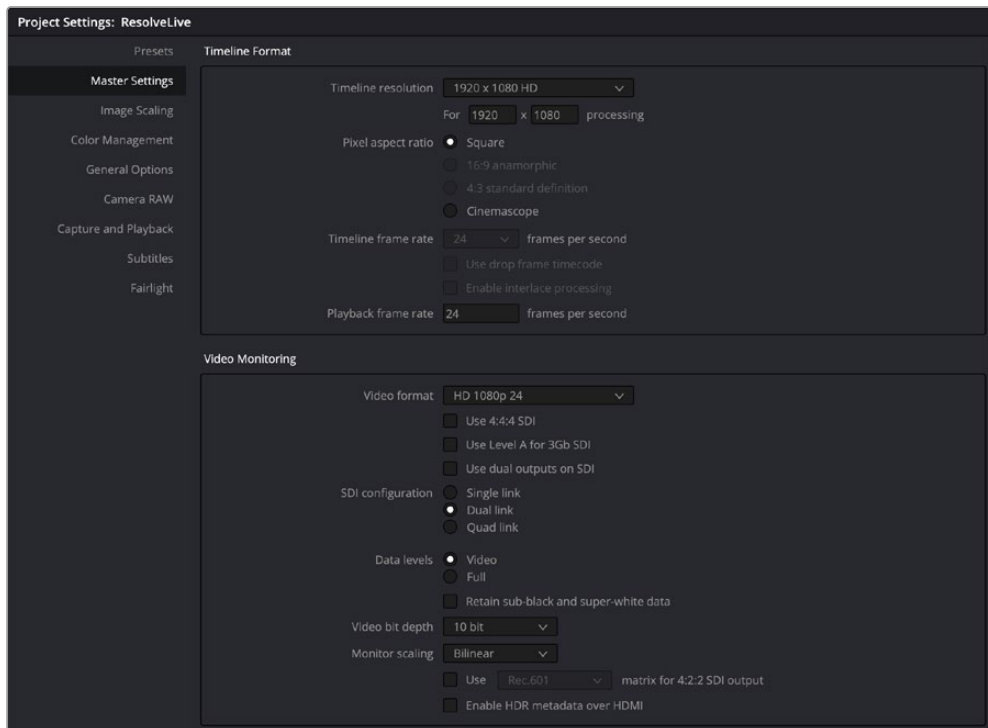 Project Settings: ResolveLive
Presets
Master Settings
Image Scaling
Color Management
General Options
Camera RAW
Capture and Playback
Subtitles
Fairlight
Timeline Format
Timeline resolution 1920 x 1080 HD
For 1920 x 1080 processing
Pixel aspect ratio Square
16:9 anamorphic
4:3 standard definition
Cinemascope
Timeline frame rate 24 frames per second
Use drop frame timecode
Enable interlace processing
Playback frame rate 24 frames per second
Video Monitoring
Video format HD 1080p 24
Use 4:4:4 SDI
Use Level A for 3Gb SDI
Use dual outputs on SDI
SDI configuration Single link
Dual link
Quad link
Data levels Video
Full
Retain sub-black and super-white data
Video bit depth 10 bit
Monitor scaling Bilinear
Use Rec.601 matrix for 4:2:2 SDI output
Enable HDR metadata over HDMI